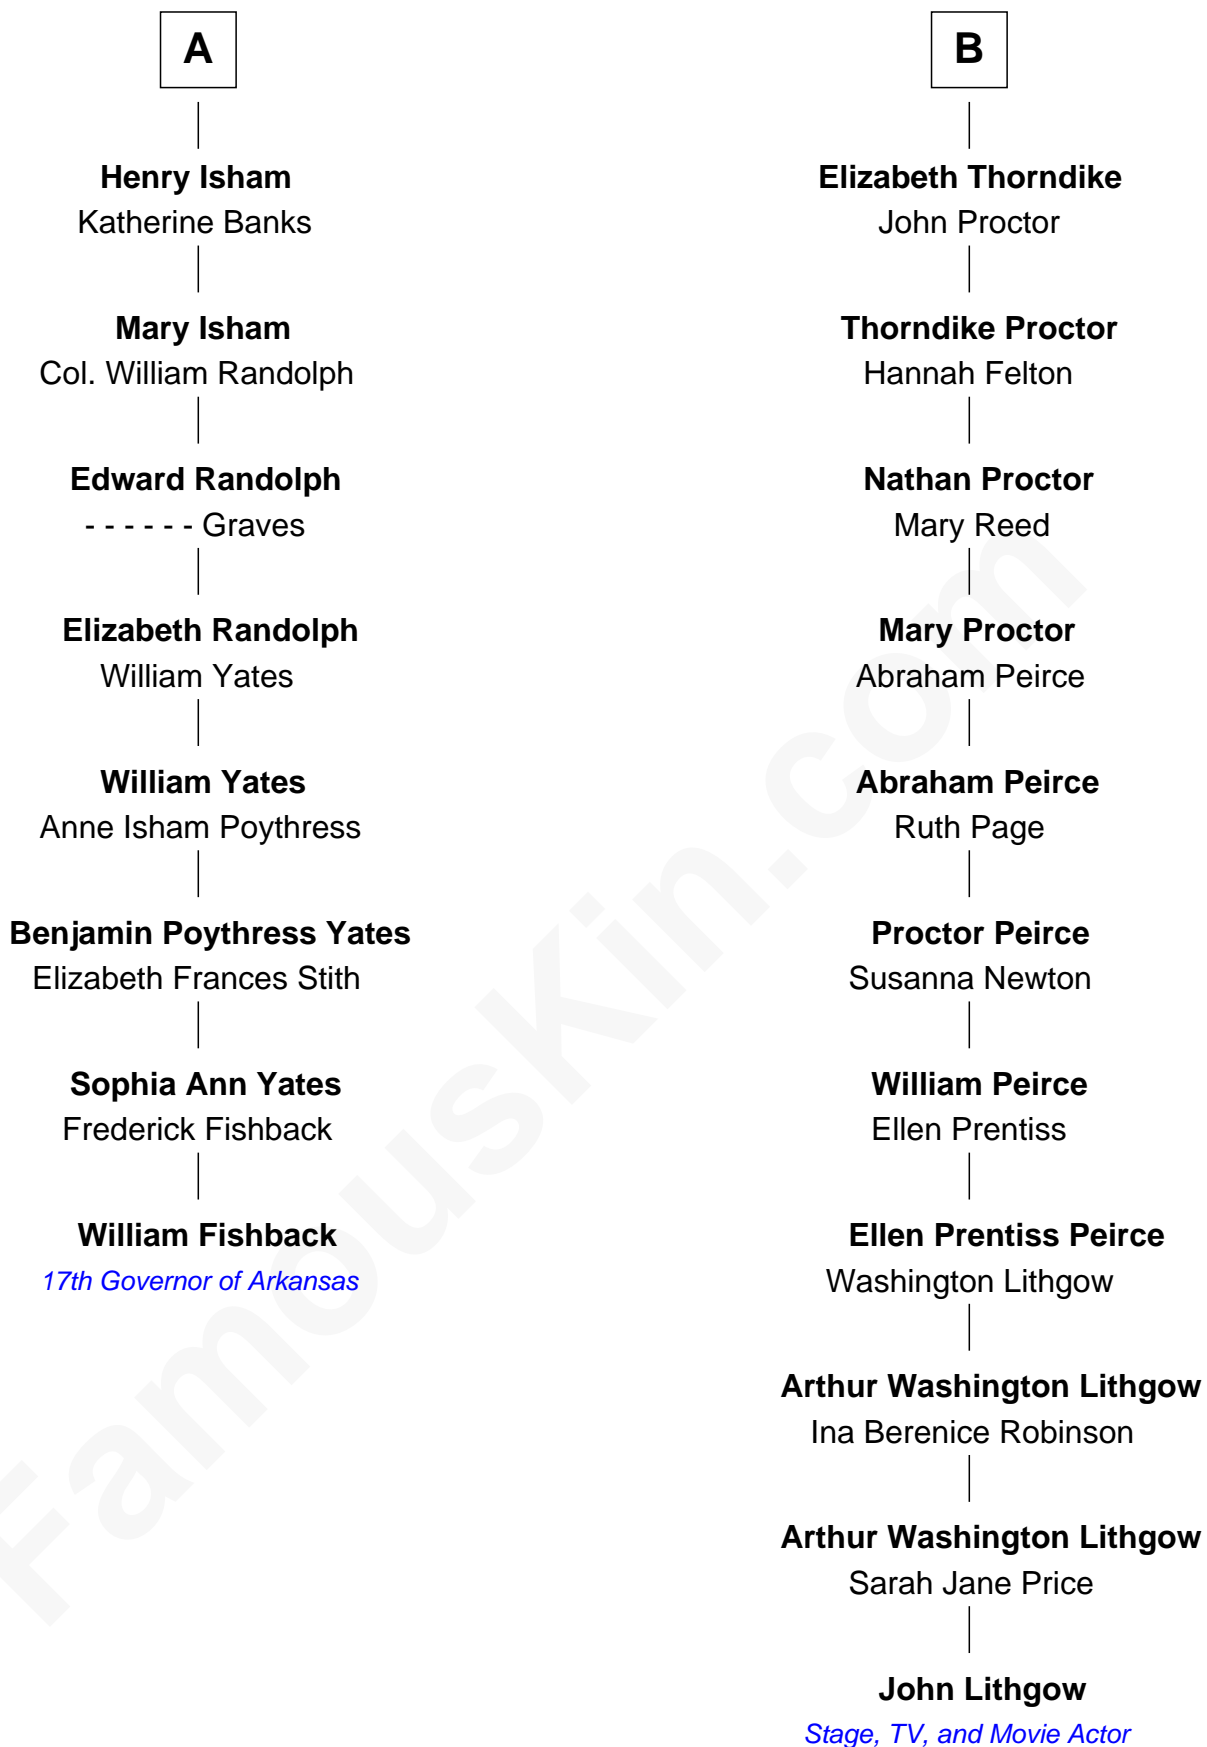 A
Henry Isham
Katherine Banks
Mary Isham
Col. William Randolph
Edward Randolph
- - - - - - Graves
Elizabeth Randolph
William Yates
William Yates
Anne Isham Poythress
Benjamin Poythress Yates
Elizabeth Frances Stith
Sophia Ann Yates
Frederick Fishback
William Fishback
17th Governor of Arkansas
B
Elizabeth Thorndike
John Proctor
Thorndike Proctor
Hannah Felton
Nathan Proctor
Mary Reed
Mary Proctor
Abraham Peirce
Abraham Peirce
Ruth Page
Proctor Peirce
Susanna Newton
William Peirce
Ellen Prentiss
Ellen Prentiss Peirce
Washington Lithgow
Arthur Washington Lithgow
Ina Berenice Robinson
Arthur Washington Lithgow
Sarah Jane Price
John Lithgow
Stage, TV, and Movie Actor
FamousKin.com